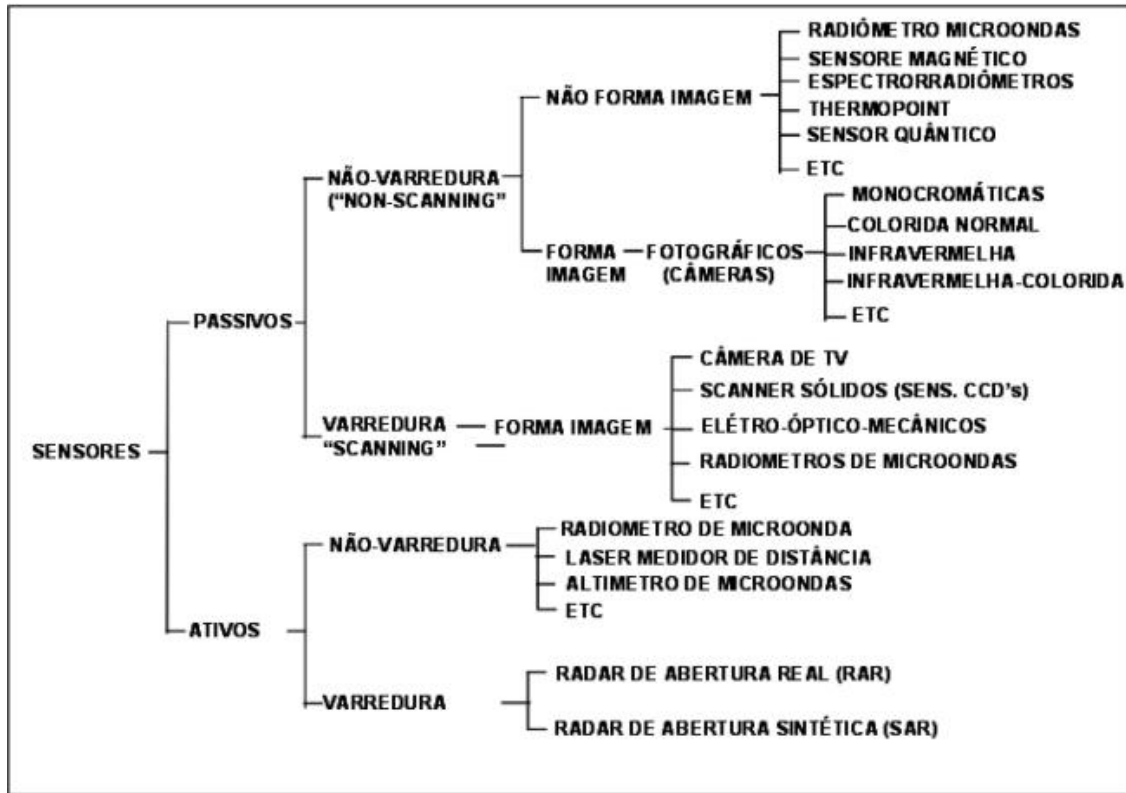 RADIÔMETRO MICROONDAS
SENSORE MAGNÉTICO
NÃO FORMA IMAGEM
ESPECTRORRADIÔMETROS
THERMOPOINT
SENSOR QUÂNTICO
ETC
NÃO-VARREDURA
("NON-SCANNING"
MONOCROMÁTICAS
COLORIDA NORMAL
FORMA
IMAGEM
FOTOGRÁFICOS
(CÂMERAS)
INFRAVERMELHA
INFRAVERMELHA-COLORIDA
ETC
PASSIVOS
CÂMERA DE TV
SCANNER SÓLIDOS (SENS. CCD's)
VARREDURA
"SCANNING"
FORMA IMAGEM
ELÉTRO-ÓPTICO-MECÂNICOS
RADIOMETROS DE MICROONDAS
ETC
SENSORES
RADIOMETRO DE MICROONDA
NÃO-VARREDURA
LASER MEDIDOR DE DISTÂNCIA
ALTIMETRO DE MICROONDAS
ETC
ATIVOS
RADAR DE ABERTURA REAL (RAR)
VARREDURA
RADAR DE ABERTURA SINTÉTICA (SAR)